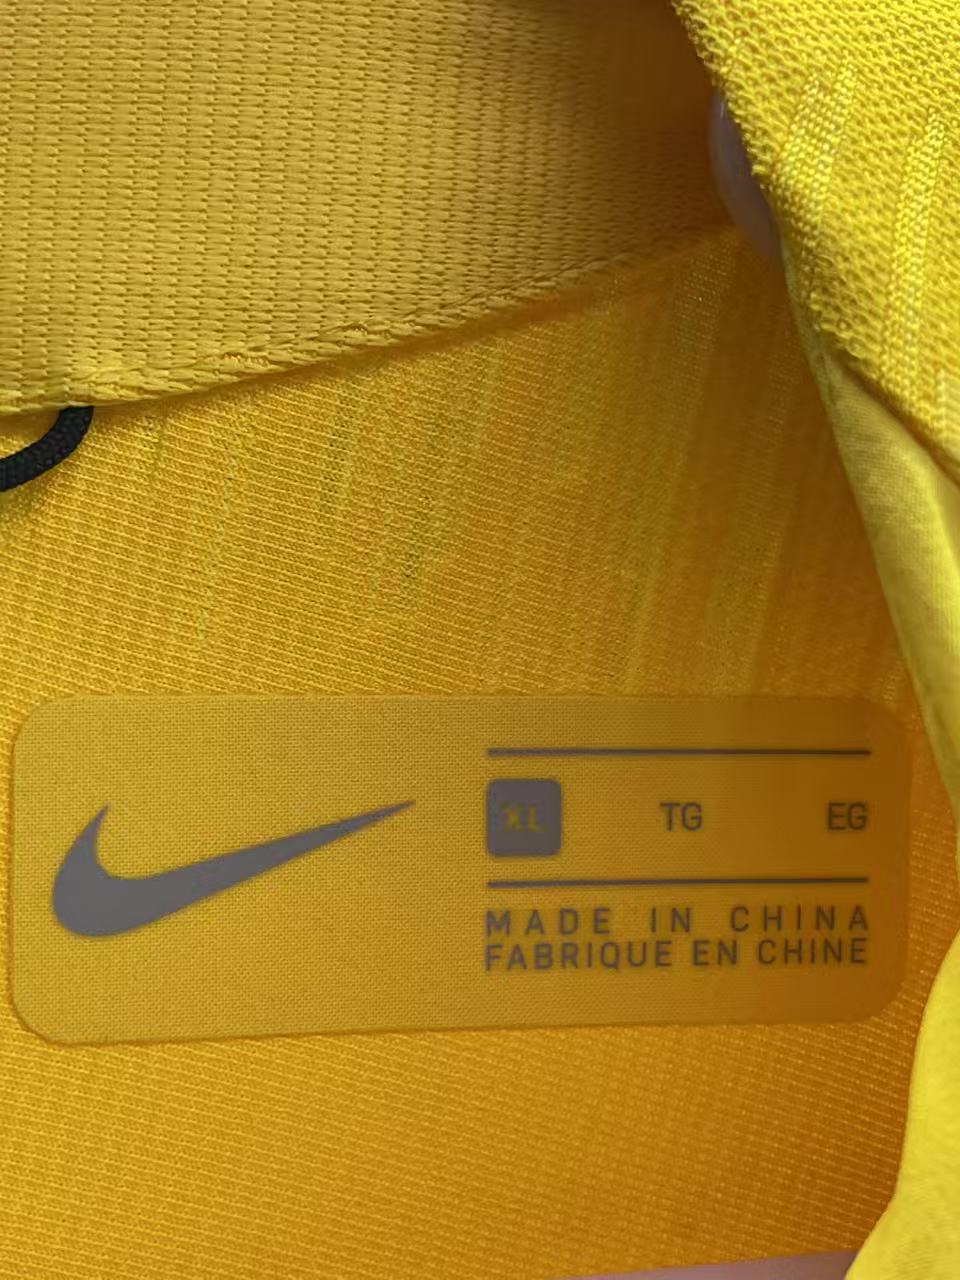 XL TG EG
MADE IN CHINA
FABRIQUE EN CHINE